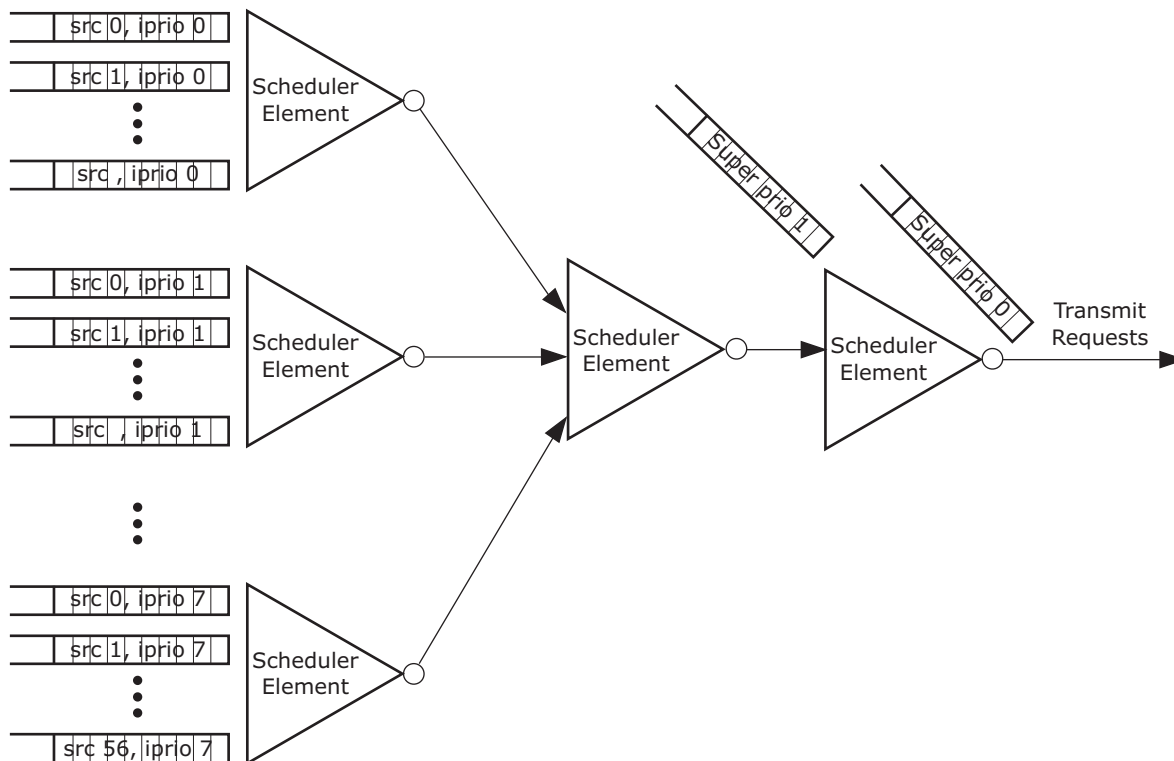 src 0, iprio 0
src 1, iprio 0
src , iprio 0
Scheduler
Element
src 0, iprio 1
src 1, iprio 1
src , iprio 1
Scheduler
Element
src 0, iprio 7
src 1, iprio 7
src 56, iprio 7
Scheduler
Element
Scheduler
Element
Super prio 1
Scheduler
Element
Super prio 0
Transmit
Requests